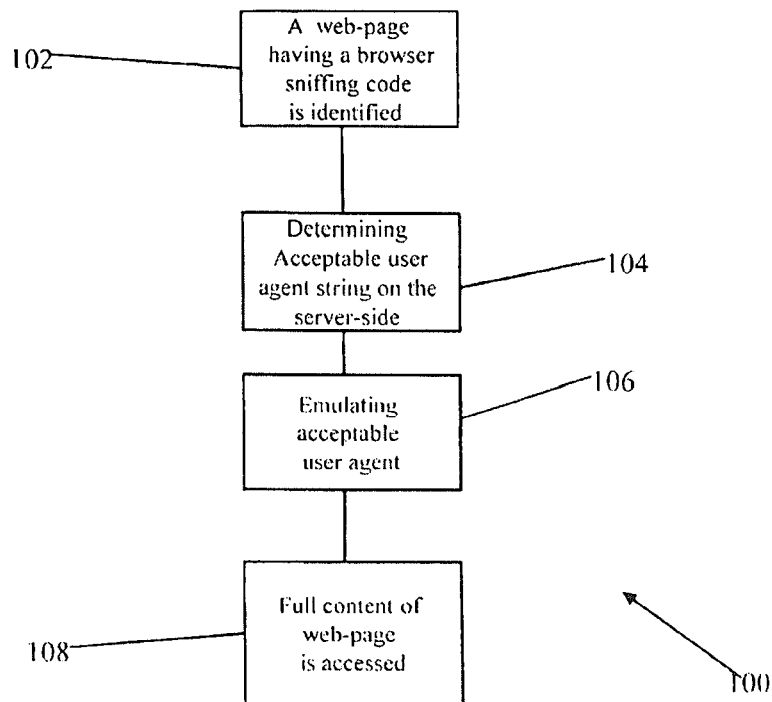 A web-page
having a browser
sniffing code
is identified
102
Determining
Acceptable user
agent string on the
server-side
104
106
Emulating
acceptable
user agent
Full content of
web-page
is accessed
108
100